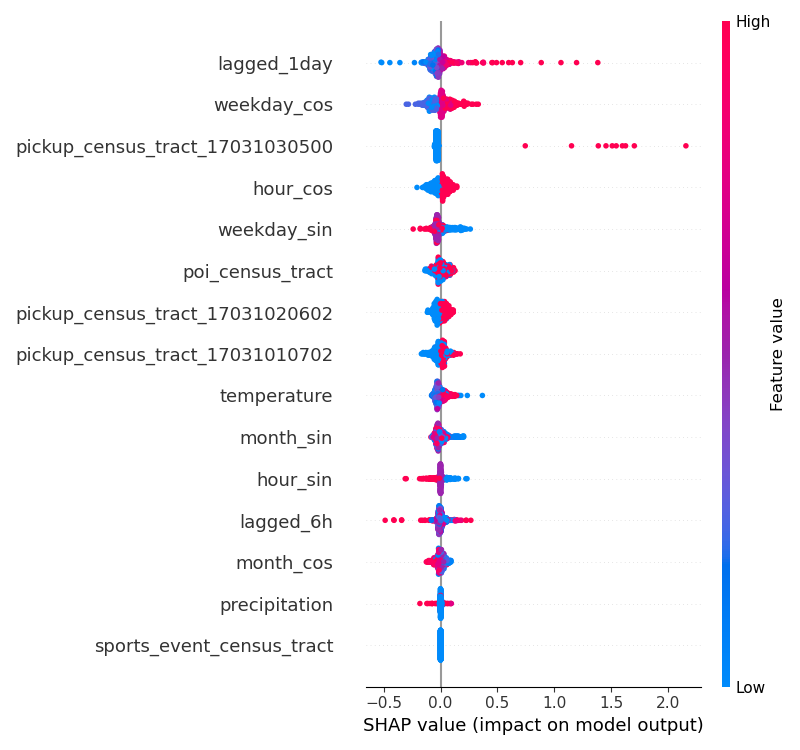 High
lagged_1day
weekday_cos
pickup_census_tract_17031030500
hour_cos
weekday_sin
poi_census_tract
pickup_census_tract_17031020602
pickup_census_tract_17031010702
temperature
month_sin
hour_sin
lagged_6h
month_cos
precipitation
sports_event_census_tract
Feature value
Low
−0.5 0.0 0.5 1.0 1.5 2.0
SHAP value (impact on model output)